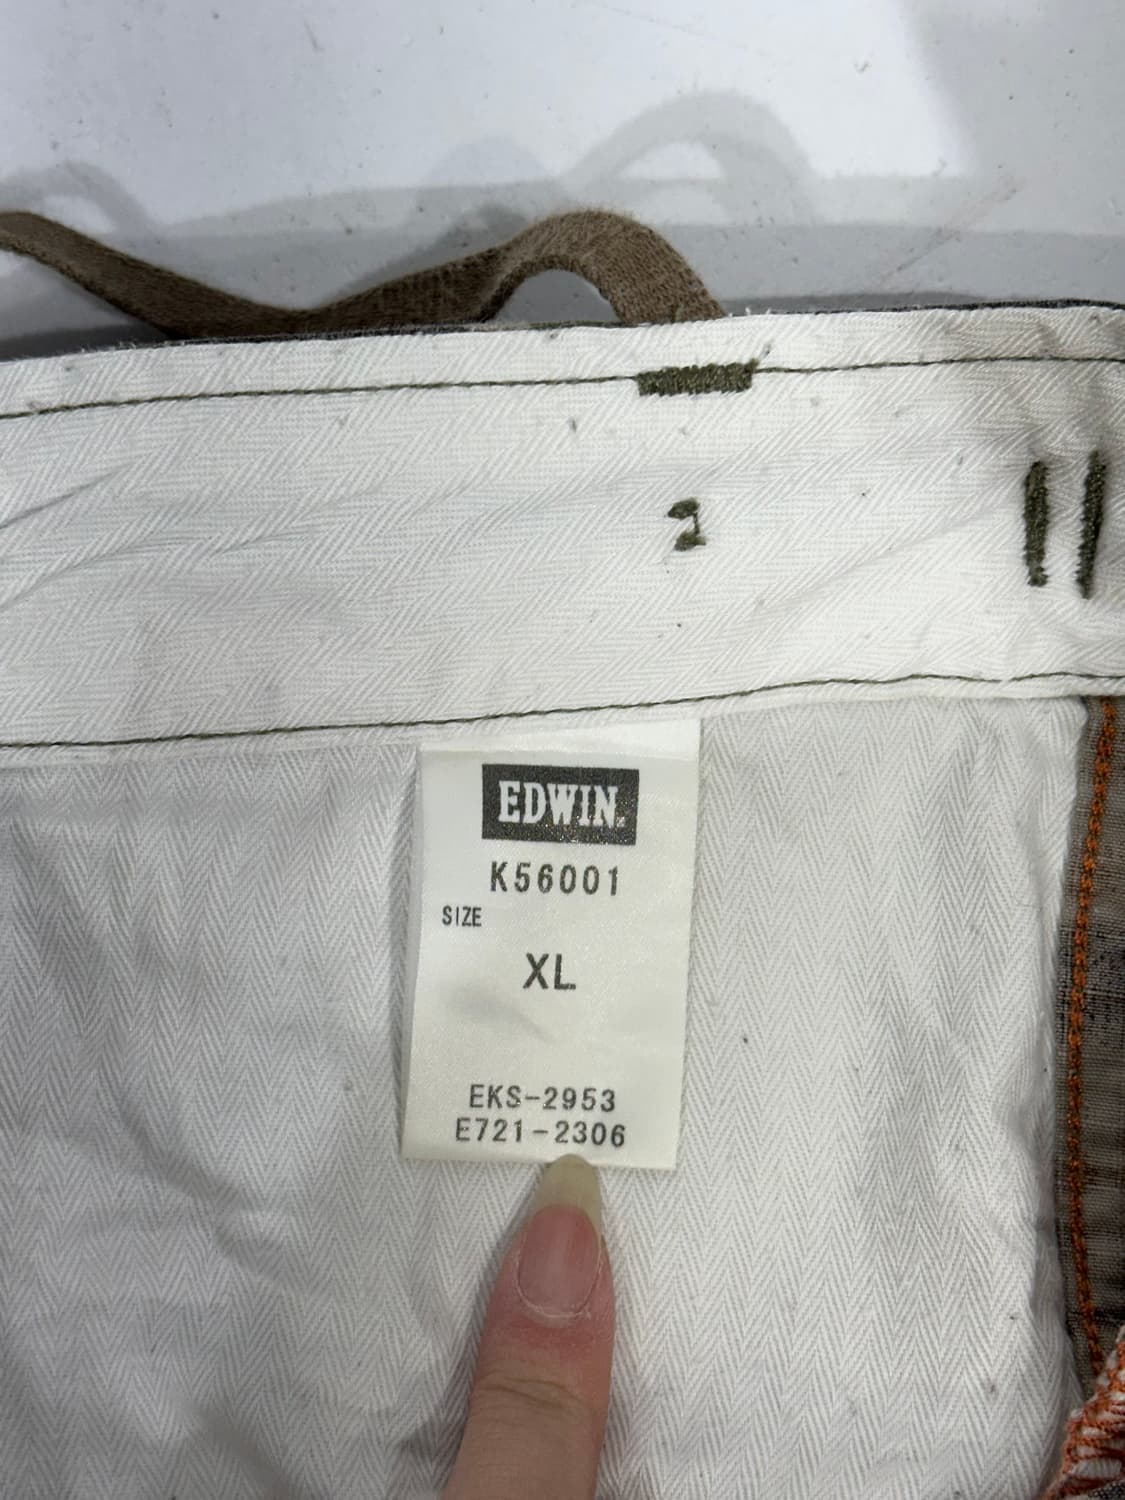 EDWIN.
K56001
SIZE
XL
EKS-2953
E721-2306